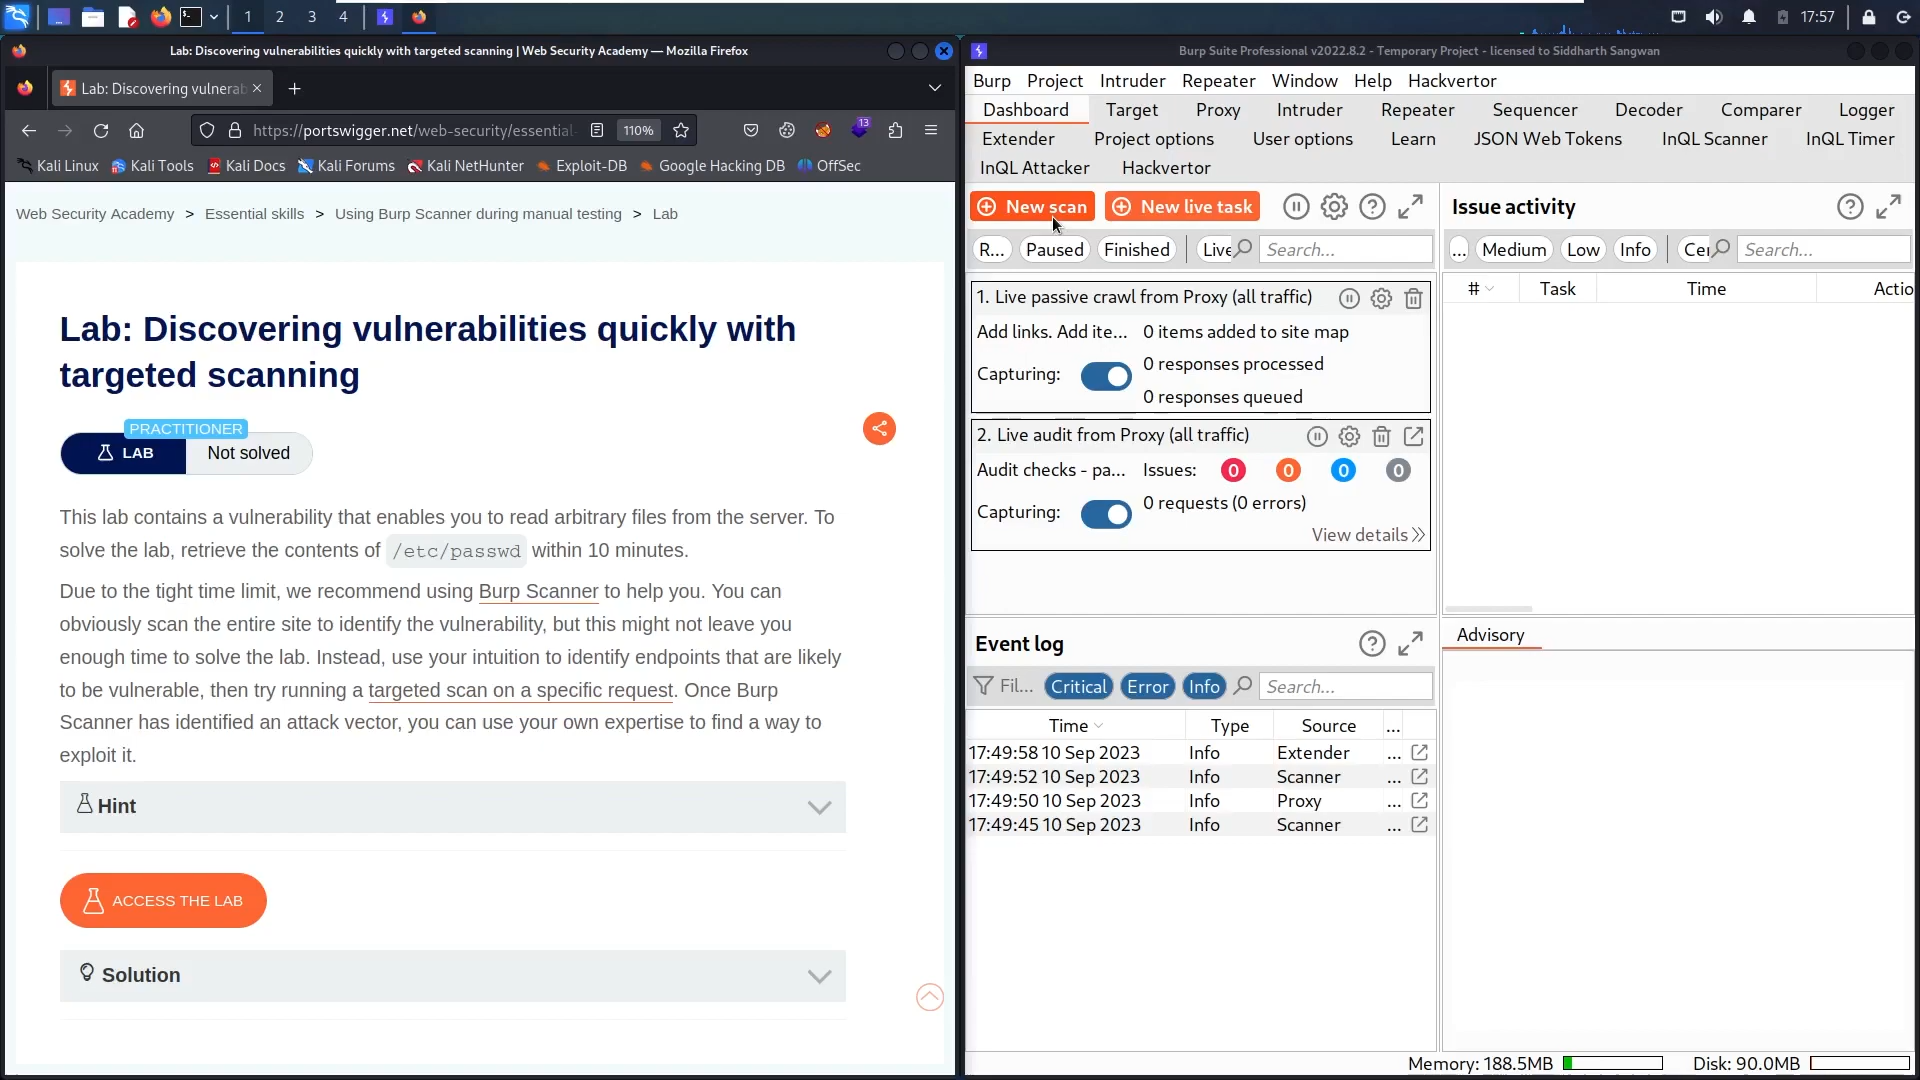 1
2
3
4
17:57
Lab: Discovering vulnerabilities quickly with targeted scanning | Web Security Academy — Mozilla Firefox
Lab: Discovering vulnerab
https://portswigger.net/web-security/essential-
110%
13
Kali Linux
Kali Tools
Kali Docs
Kali Forums
Kali NetHunter
Exploit-DB
Google Hacking DB
OffSec
Web Security Academy > Essential skills > Using Burp Scanner during manual testing > Lab
Lab: Discovering vulnerabilities quickly with
targeted scanning
PRACTITIONER
LAB
Not solved
This lab contains a vulnerability that enables you to read arbitrary files from the server. To
solve the lab, retrieve the contents of /etc/passwd within 10 minutes.
Due to the tight time limit, we recommend using Burp Scanner to help you. You can
obviously scan the entire site to identify the vulnerability, but this might not leave you
enough time to solve the lab. Instead, use your intuition to identify endpoints that are likely
to be vulnerable, then try running a targeted scan on a specific request. Once Burp
Scanner has identified an attack vector, you can use your own expertise to find a way to
exploit it.
Hint
ACCESS THE LAB
Solution
Burp Suite Professional v2022.8.2 - Temporary Project - licensed to Siddharth Sangwan
Burp Project Intruder Repeater Window Help Hackvertor
Dashboard Target Proxy Intruder Repeater Sequencer Decoder Comparer Logger
Extender Project options User options Learn JSON Web Tokens InQL Scanner InQL Timer
InQL Attacker Hackvertor
New scan
New live task
R...
Paused
Finished
Live
Search...
1. Live passive crawl from Proxy (all traffic)
Add links. Add ite...
0 items added to site map
Capturing:
0 responses processed
0 responses queued
2. Live audit from Proxy (all traffic)
Audit checks - pa...
Issues:
0
0
0
0
Capturing:
0 requests (0 errors)
View details
Event log
Fil...
Critical
Error
Info
Search...
Time Type Source ...
17:49:58 10 Sep 2023 Info Extender ...
17:49:52 10 Sep 2023 Info Scanner ...
17:49:50 10 Sep 2023 Info Proxy ...
17:49:45 10 Sep 2023 Info Scanner ...
Issue activity
...
Medium
Low
Info
Cer
Search...
# Task Time Actio
Advisory
Memory: 188.5MB
Disk: 90.0MB